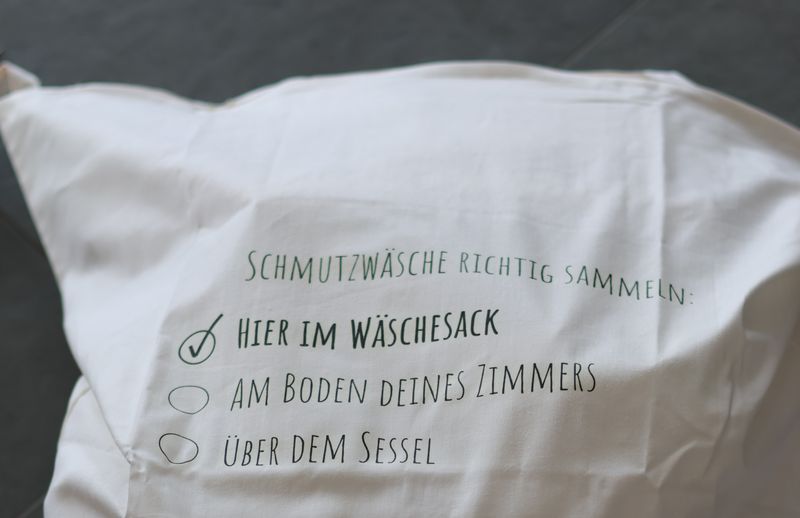 SCHMUTZWÄSCHE RICHTIG SAMMELN:
HIER IM WÄSCHESACK
AM BODEN DEINES ZIMMERS
ÜBER DEM SESSEL